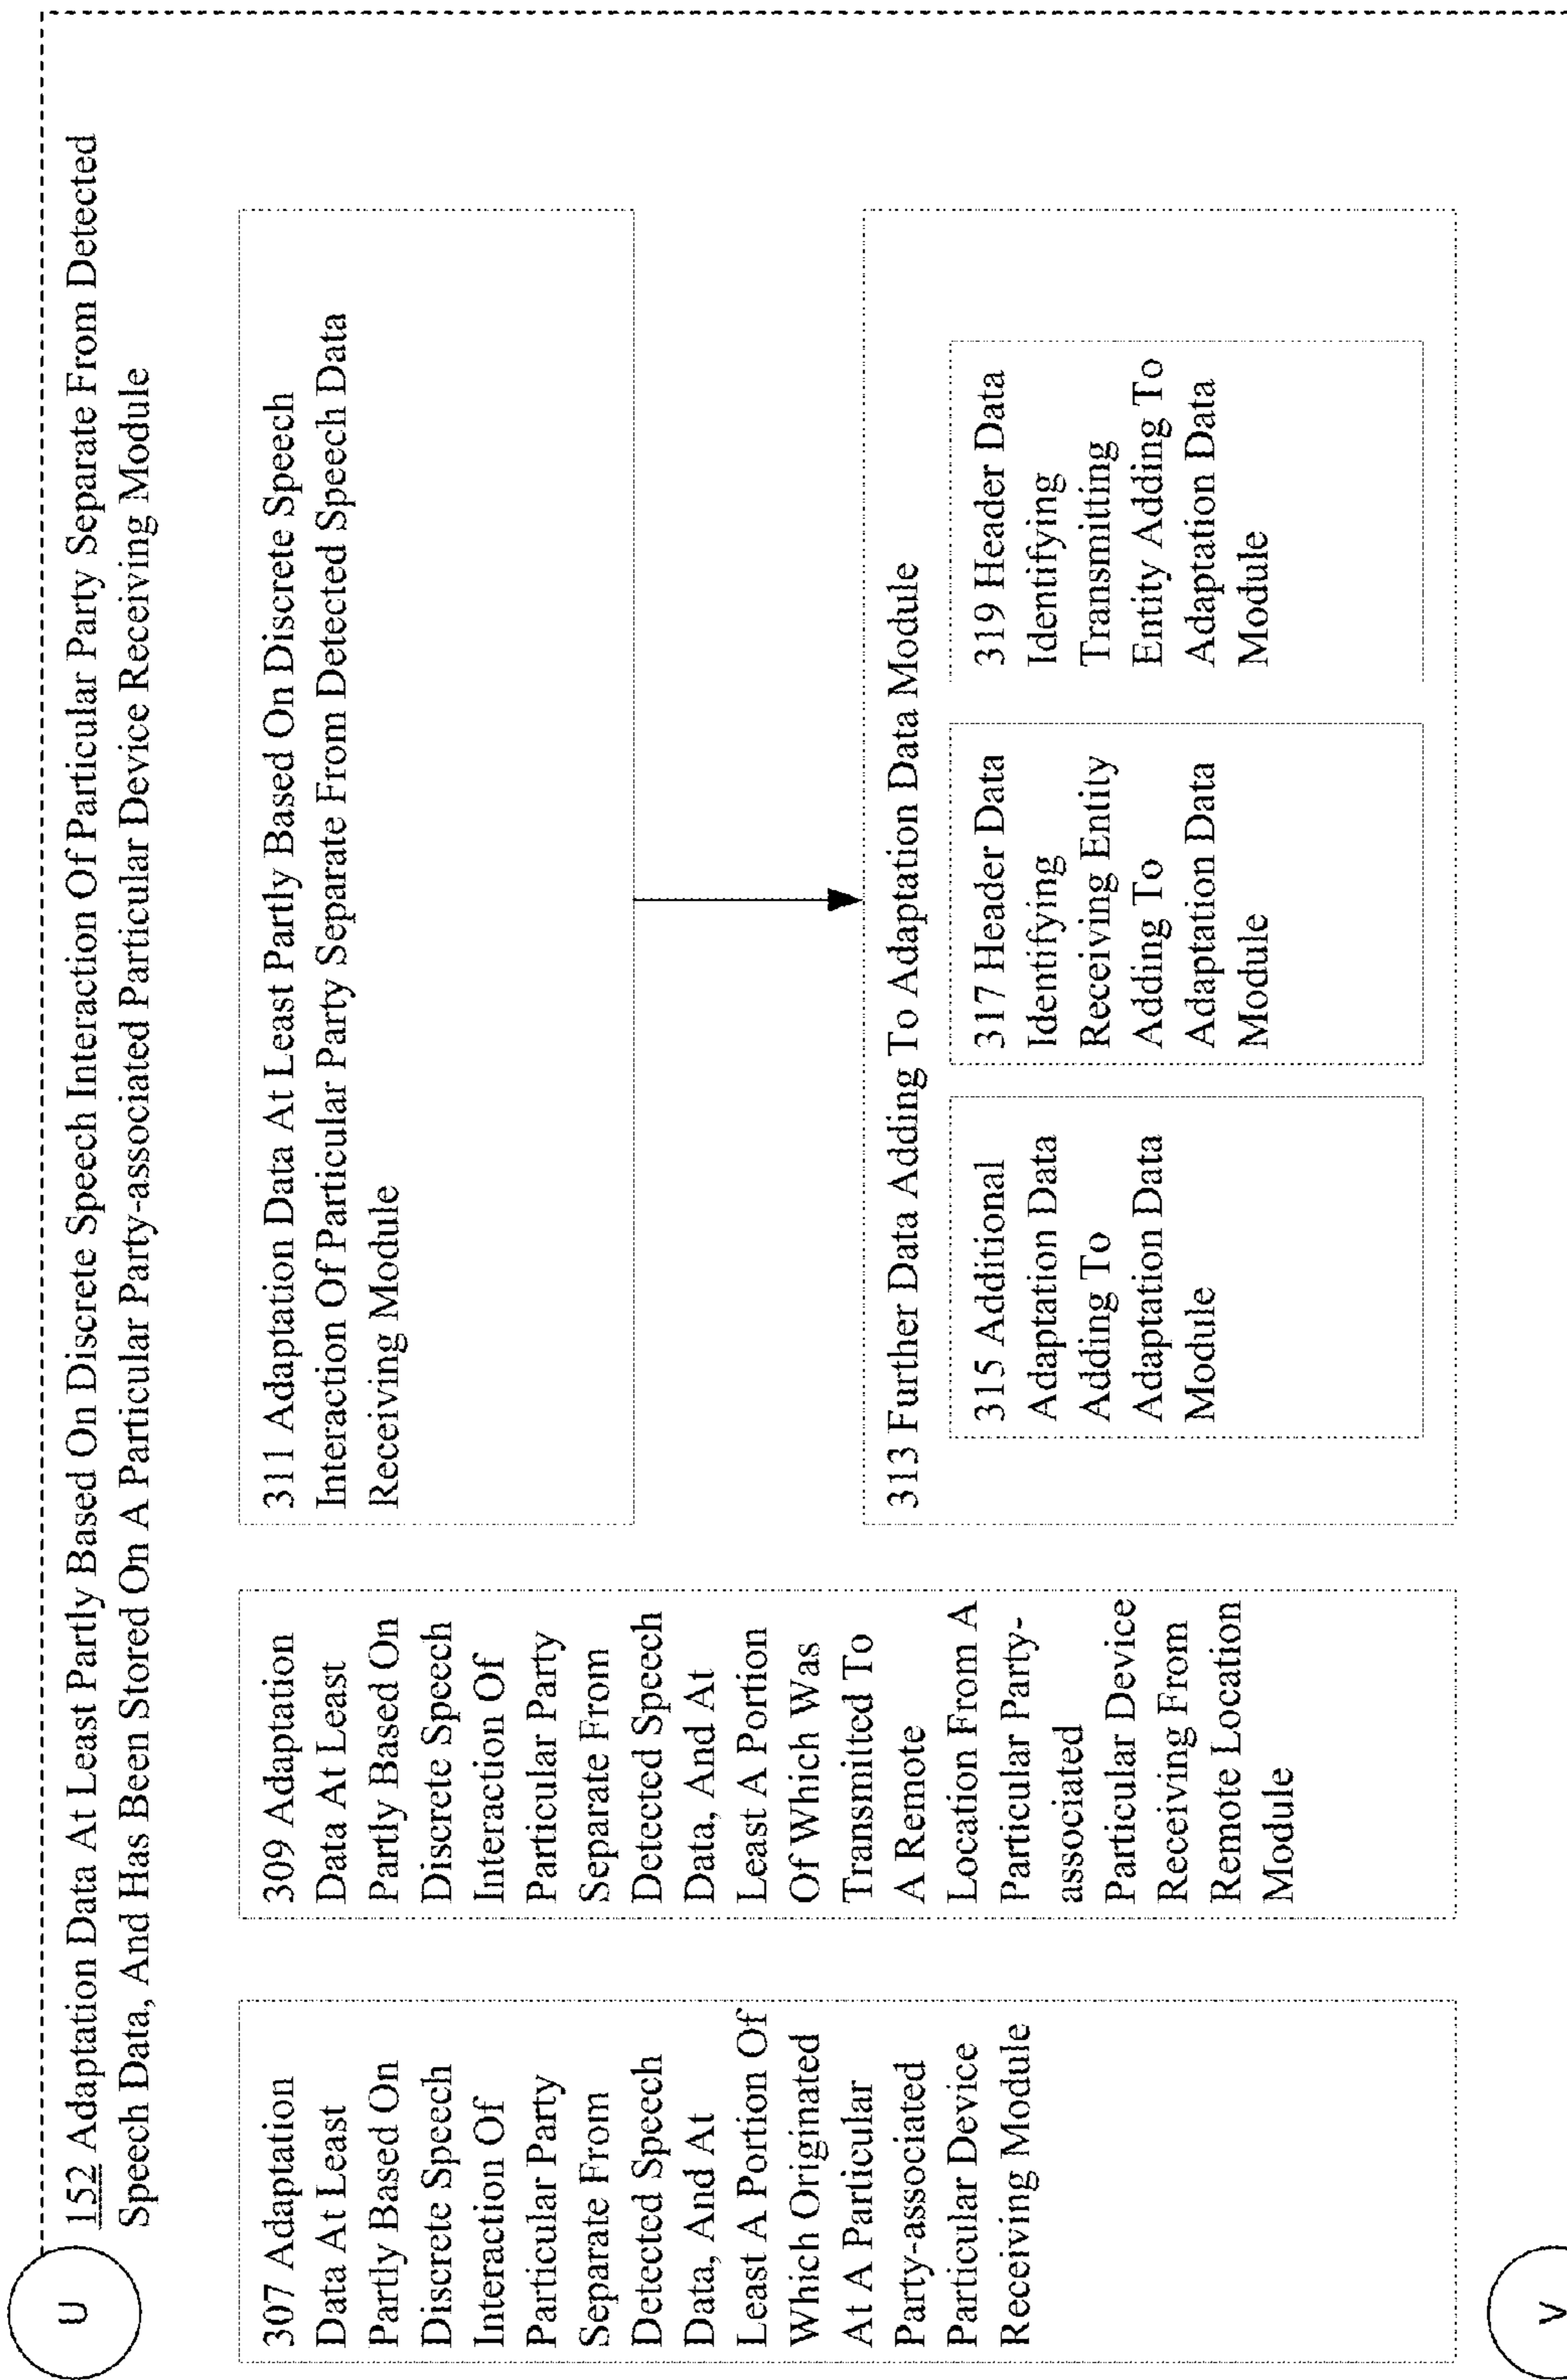 U
152 Adaptation Data At Least Partly Based On Discrete Speech Interaction Of Particular Party Separate From Detected
Speech Data, And Has Been Stored On A Particular Party-associated Particular Device Receiving Module
307 Adaptation
Data At Least
Partly Based On
Discrete Speech
Interaction Of
Particular Party
Separate From
Detected Speech
Data, And At
Least A Portion Of
Which Originated
At A Particular
Party-associated
Particular Device
Receiving Module
309 Adaptation
Data At Least
Partly Based On
Discrete Speech
Interaction Of
Particular Party
Separate From
Detected Speech
Data, And At
Least A Portion
Of Which Was
Transmitted To
A Remote
Location From A
Particular Party-
associated
Particular Device
Receiving From
Remote Location
Module
311 Adaptation Data At Least Partly Based On Discrete Speech
Interaction Of Particular Party Separate From Detected Speech Data
Receiving Module
313 Further Data Adding To Adaptation Data Module
315 Additional
Adaptation Data
Adding To
Adaptation Data
Module
317 Header Data
Identifying
Receiving Entity
Adding To
Adaptation Data
Module
319 Header Data
Identifying
Transmitting
Entity Adding To
Adaptation Data
Module
V